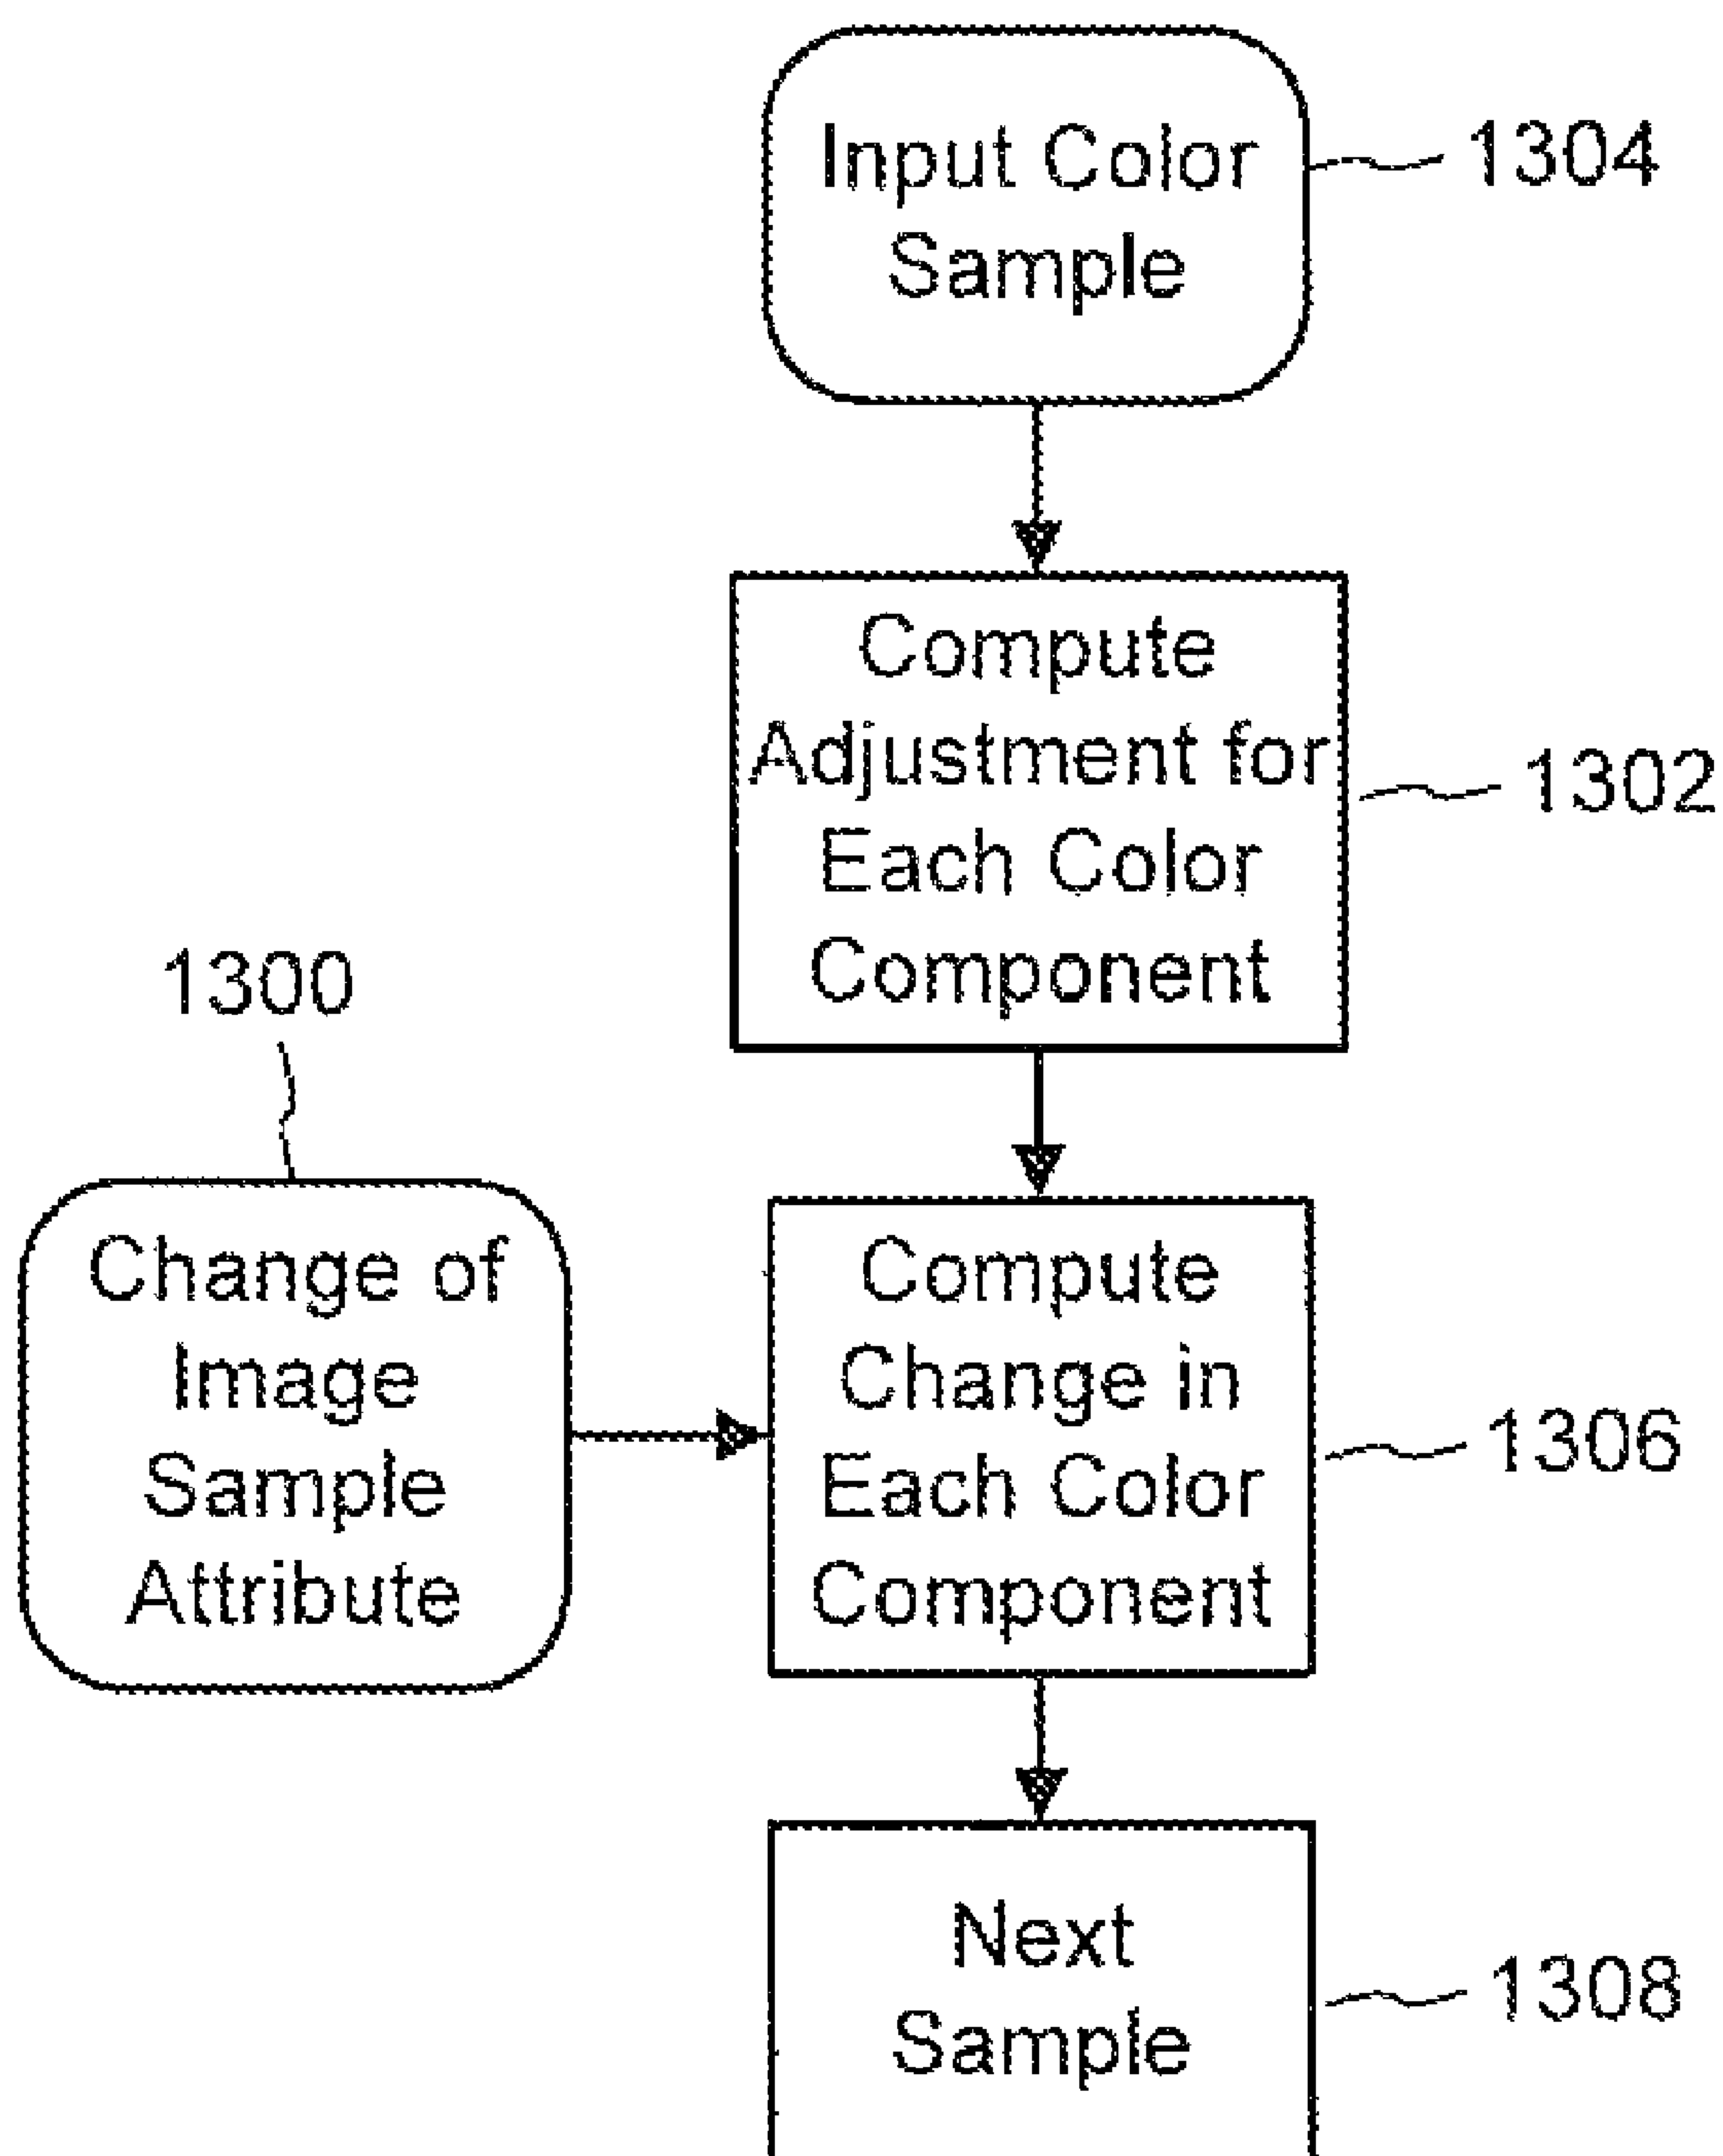 Input Color
Sample
1304
Compute
Adjustment for
Each Color
Component
1302
1300
Change of
Image
Sample
Attribute
Compute
Change in
Each Color
Component
1306
Next
Sample
1308